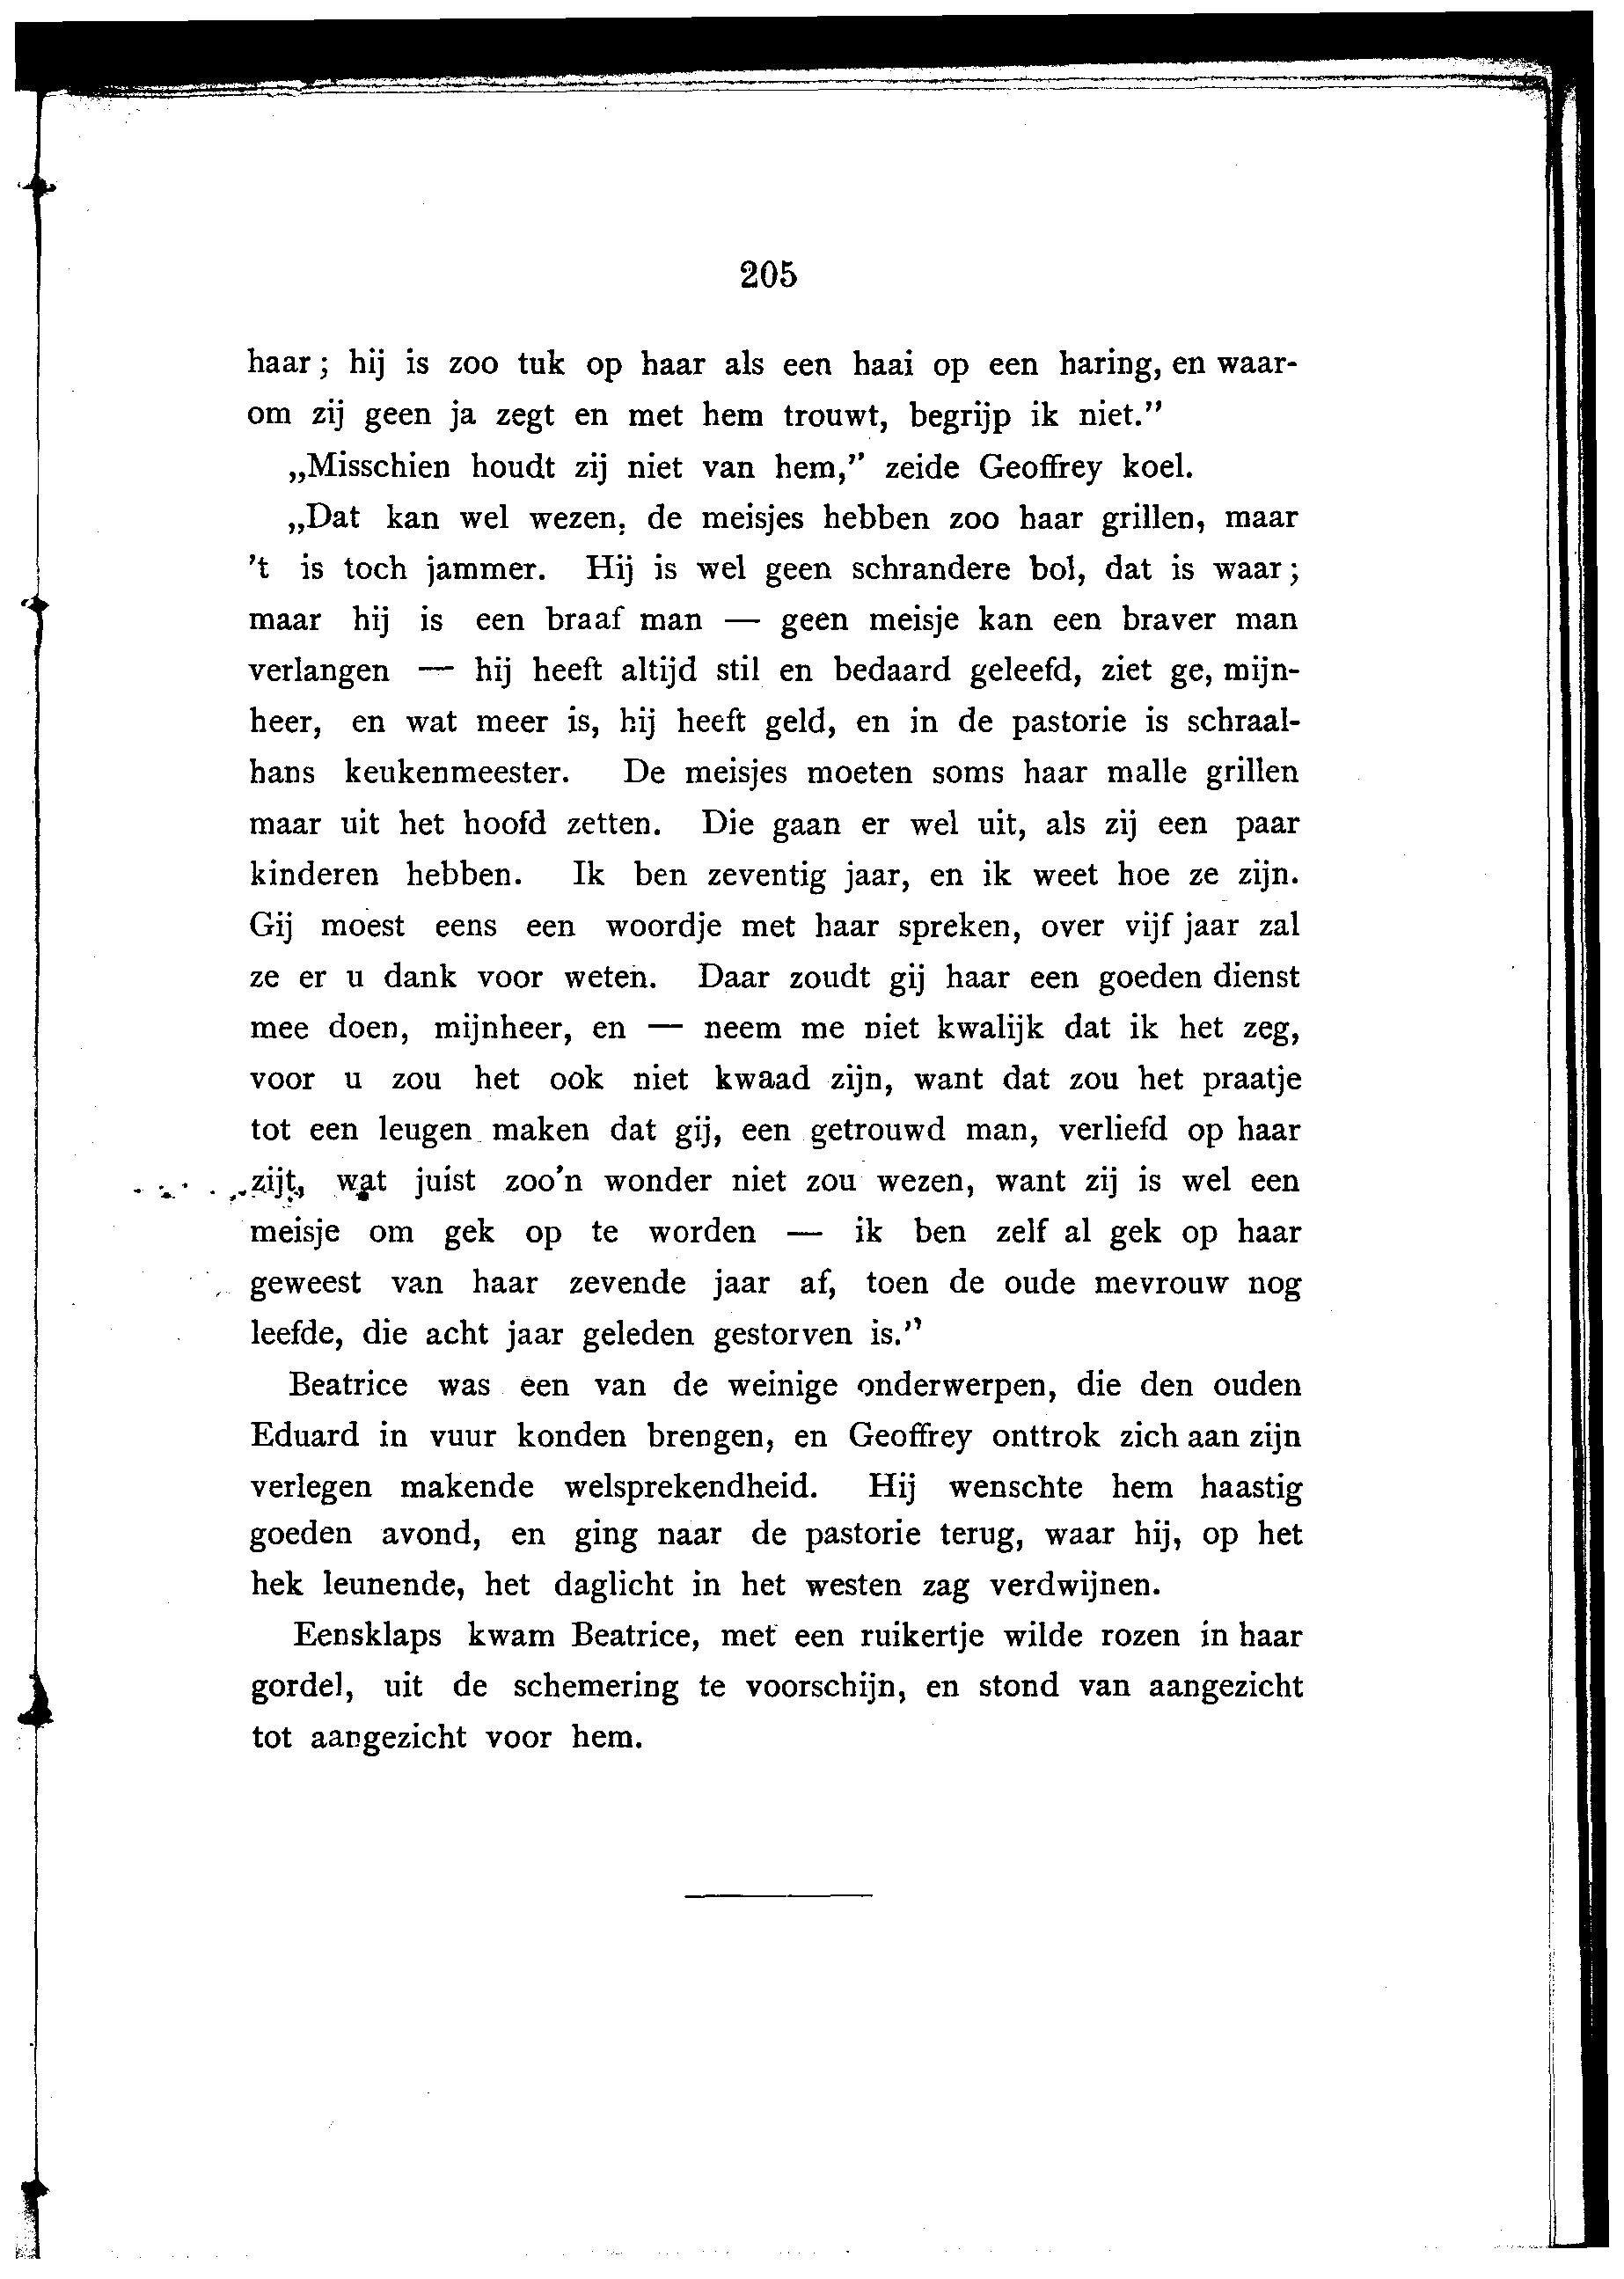 205
haar; hij is zoo tuk op haar als een haai op een haring, en waar-
om zij geen ja zegt en met hem trouwt, begrijp ik niet.”
„Misschien houdt zij niet van hem,” zeide Geoffrey koel.
„Dat kan wel wezen; de meisjes hebben zoo haar grillen, maar
't is toch jammer. Hij is wel geen schrandere bol, dat is waar;
maar hij is een braaf man — geen meisje kan een braver man
verlangen — hij heeft altijd stil en bedaard geleefd, ziet ge, mijn-
heer, en wat meer is, hij heeft geld, en in de pastorie is schraal-
hans keukenmeester. De meisjes moeten soms haar malle grillen
maar uit het hoofd zetten. Die gaan er wel uit, als zij een paar
kinderen hebben. Ik ben zeventig jaar, en ik weet hoe ze zijn.
Gij moest eens een woordje met haar spreken, over vijf jaar zal
ze er u dank voor weten. Daar zoudt gij haar een goeden dienst
mee doen, mijnheer, en — neem me niet kwalijk dat ik het zeg,
voor u zou het ook niet kwaad zijn, want dat zou het praatje
tot een leugen maken dat gij, een getrouwd man, verliefd op haar
zijt, wat juist zoo'n wonder niet zou wezen, want zij is wel een
meisje om gek op te worden — ik ben zelf al gek op haar
geweest van haar zevende jaar af, toen de oude mevrouw nog
leefde, die acht jaar geleden gestorven is.”
Beatrice was een van de weinige onderwerpen, die den ouden
Eduard in vuur konden brengen, en Geoffrey onttrok zich aan zijn
verlegen makende welsprekendheid. Hij wenschte hem haastig
goeden avond, en ging naar de pastorie terug, waar hij, op het
hek leunende, het daglicht in het westen zag verdwijnen.
Eensklaps kwam Beatrice, met een ruikertje wilde rozen in haar
gordel, uit de schemering te voorschijn, en stond van aangezicht
tot aangezicht voor hem.